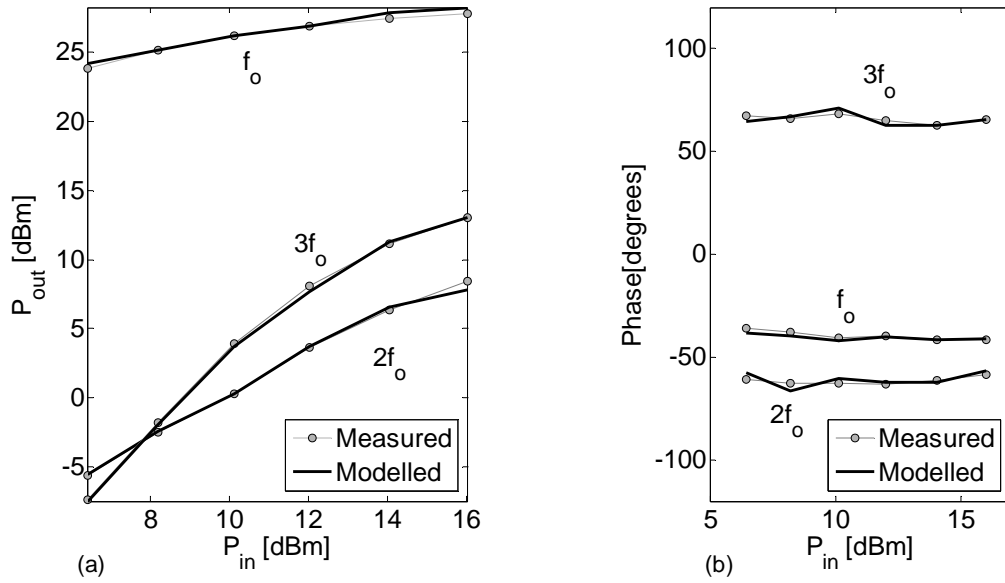 25
20
15
10
5
0
-5
P_out [dBm]
f_o
3f_o
2f_o
Measured
Modelled
8
10
12
14
16
P_in [dBm]
(a)
100
50
0
-50
-100
Phase[degrees]
3f_o
f_o
2f_o
Measured
Modelled
5
10
15
P_in [dBm]
(b)